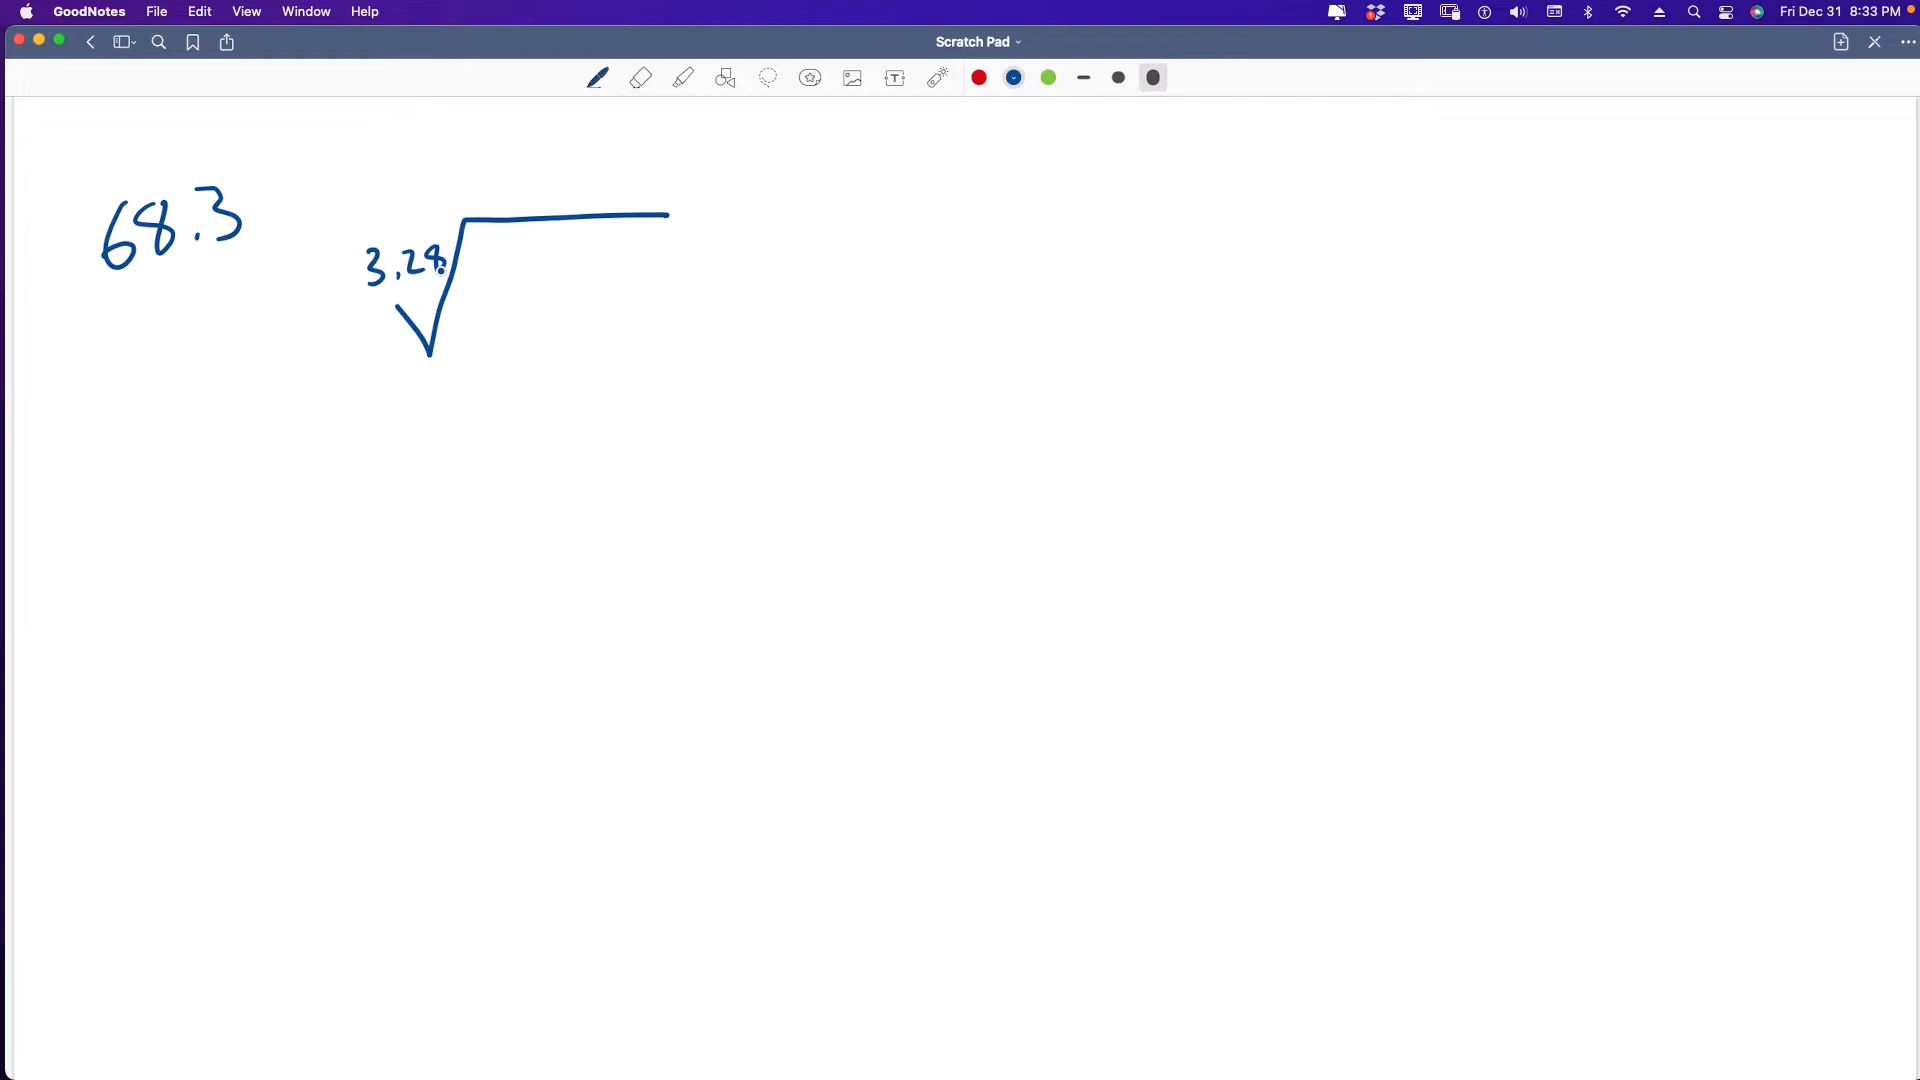 GoodNotes File Edit View Window Help Fri Dec 31 8:33 PM
Scratch Pad
T
68.3
3.28